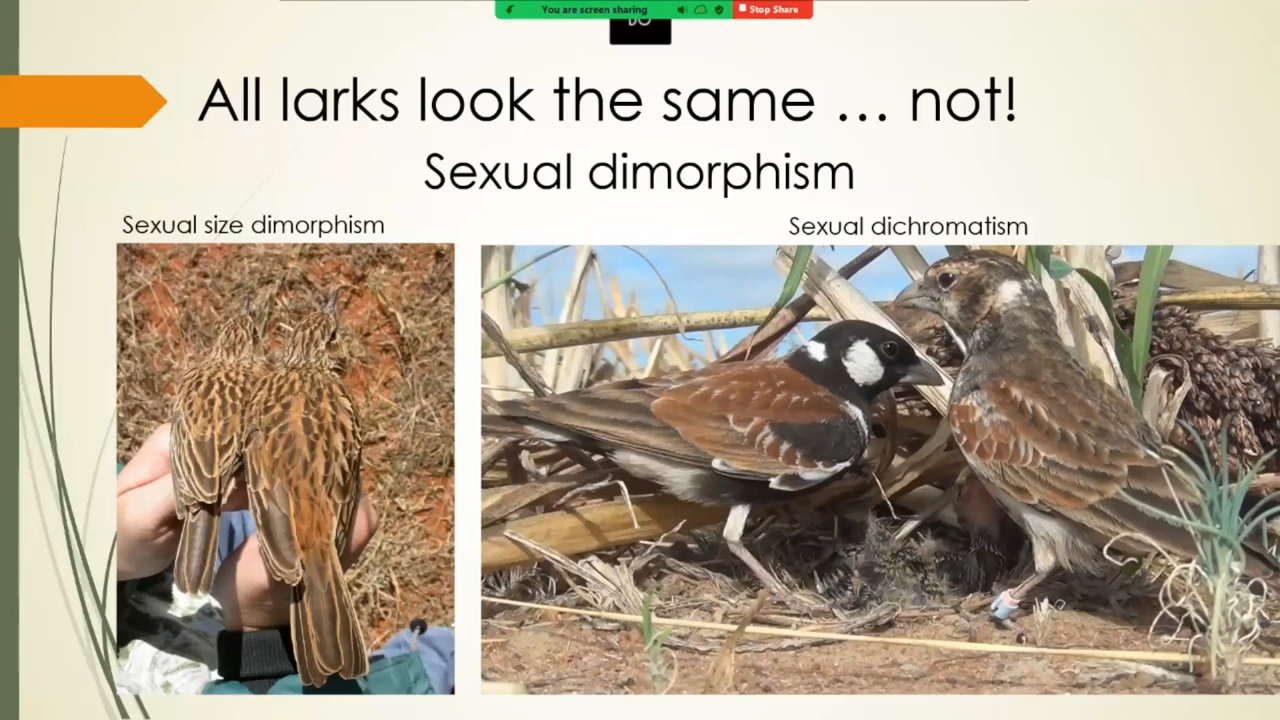 You are screen sharing
Stop Share
All larks look the same … not!
Sexual dimorphism
Sexual size dimorphism
Sexual dichromatism